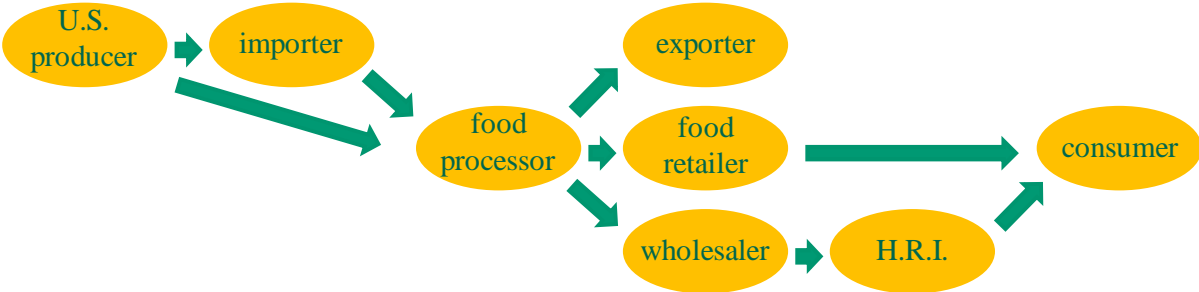 U.S.
producer
importer
exporter
food
processor
food
retailer
consumer
wholesaler
H.R.I.